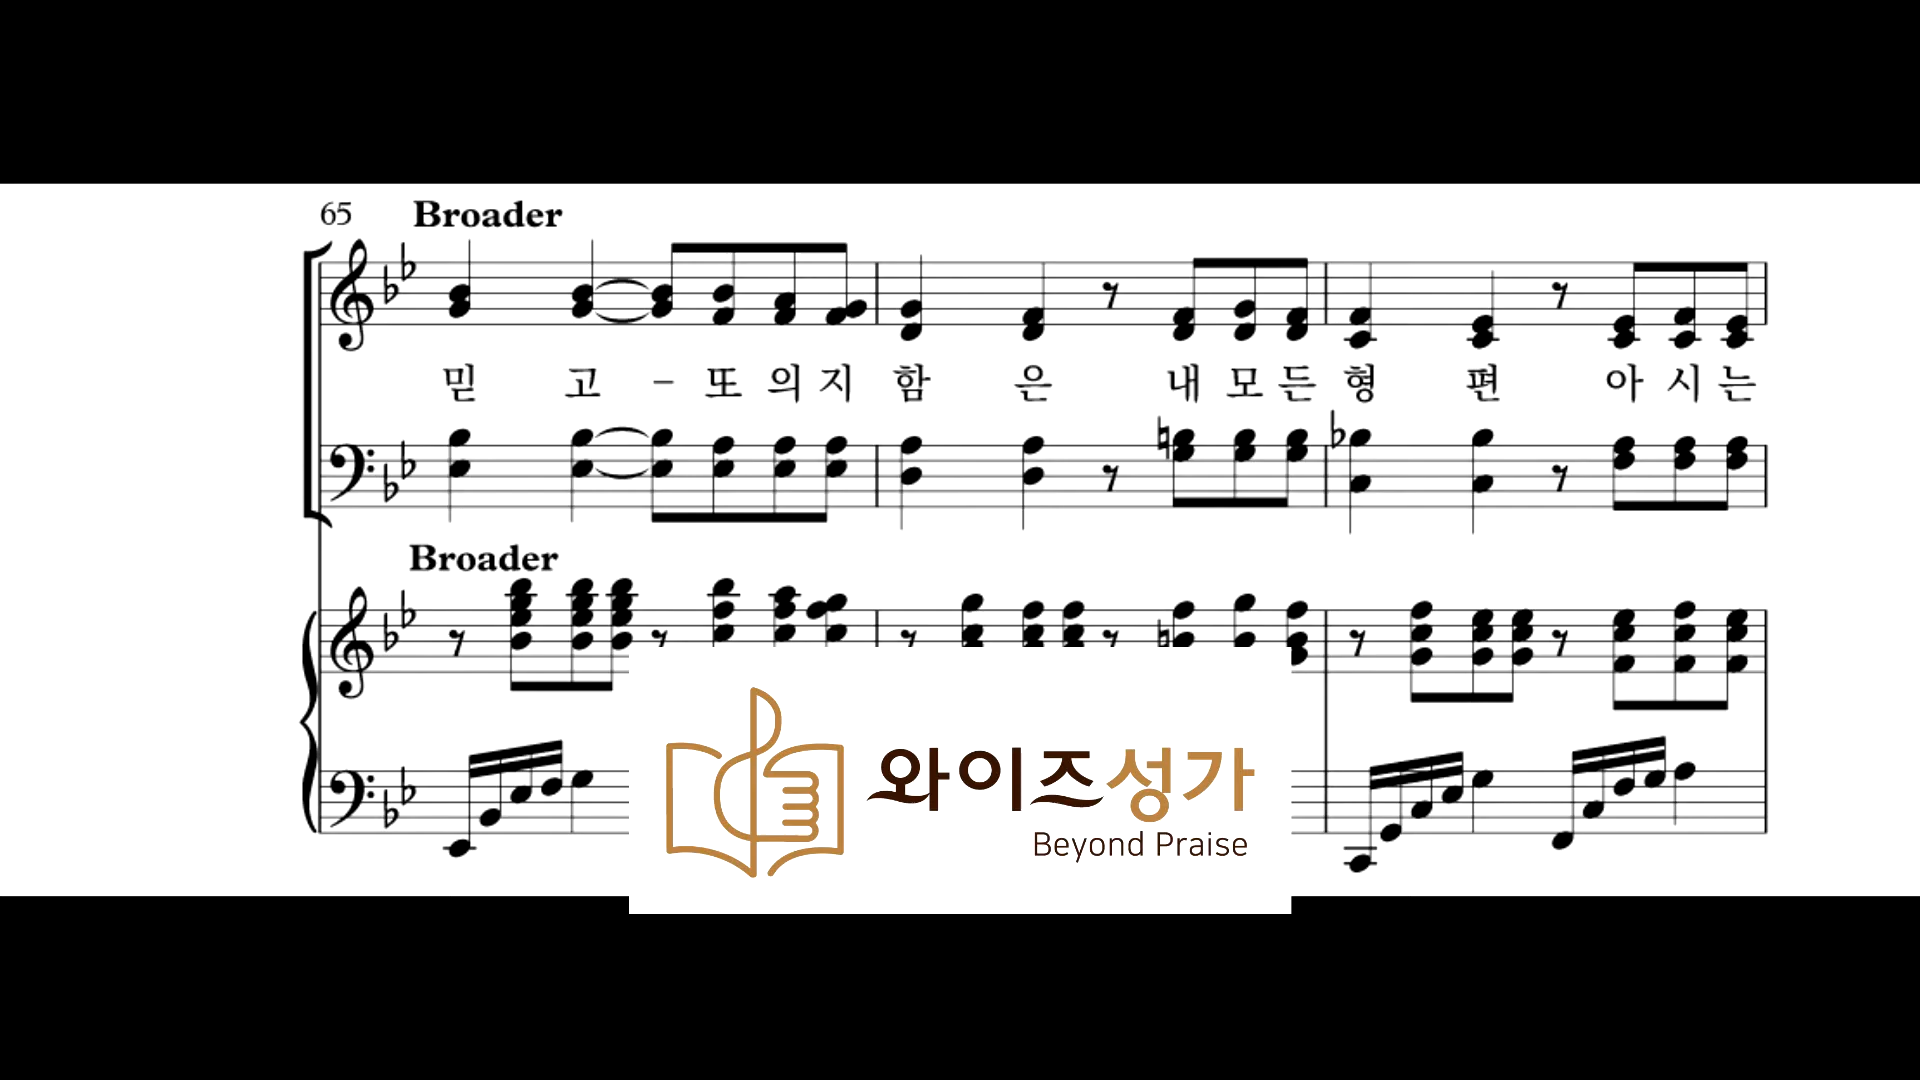 65 Broader
믿 고 - 또 의 지 함 은 내 모 든 형 편 아 시 는
Broader
와이즈성가
Beyond Praise